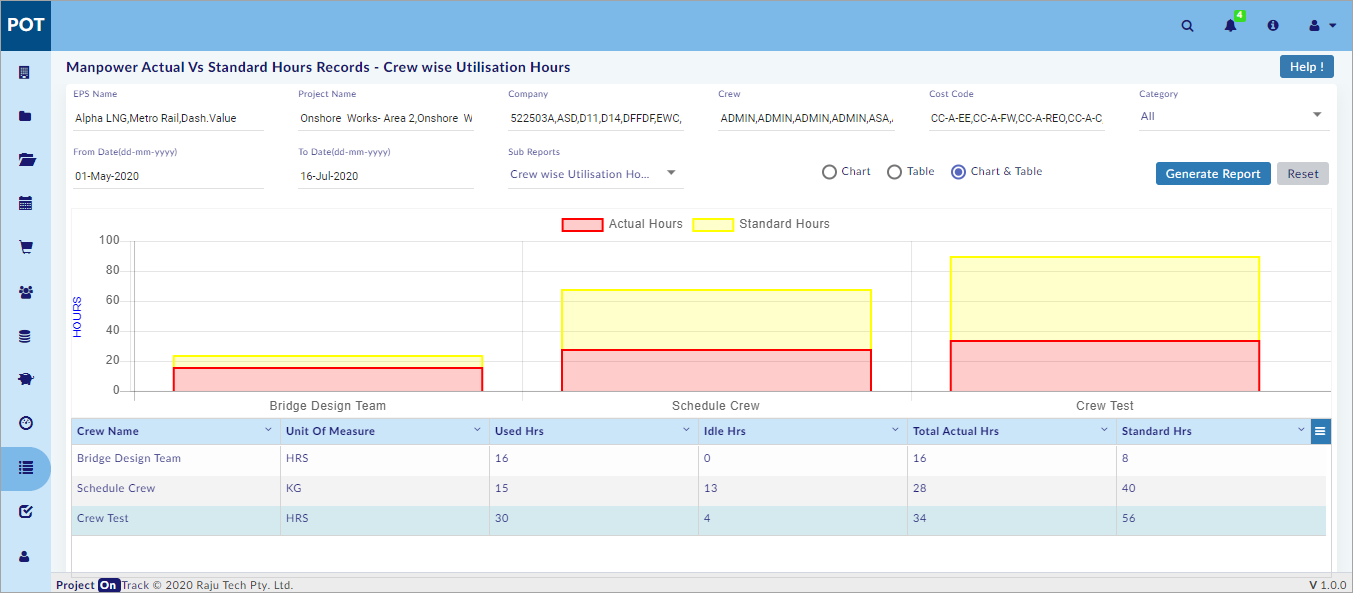 POT
4
Manpower Actual Vs Standard Hours Records - Crew wise Utilisation Hours
Help !
EPS Name Project Name Company Crew Cost Code Category
Alpha LNG,Metro Rail,Dash.Value Onshore Works- Area 2,Onshore W 522503A,ASD,D11,D14,DFFDF,EWC, ADMIN,ADMIN,ADMIN,ADMIN,ASA, CC-A-EE,CC-A-FW,CC-A-REO,CC-A-C All
From Date(dd-mm-yyyy) To Date(dd-mm-yyyy) Sub Reports
01-May-2020 16-Jul-2020 Crew wise Utilisation Ho... Chart Table Chart & Table Generate Report Reset
Actual Hours Standard Hours
100
80
60
40
20
0
HOURS
Bridge Design Team Schedule Crew Crew Test
Crew Name Unit Of Measure Used Hrs Idle Hrs Total Actual Hrs Standard Hrs
Bridge Design Team HRS 16 0 16 8
Schedule Crew KG 15 13 28 40
Crew Test HRS 30 4 34 56
Project On Track © 2020 Raju Tech Pty. Ltd. V 1.0.0